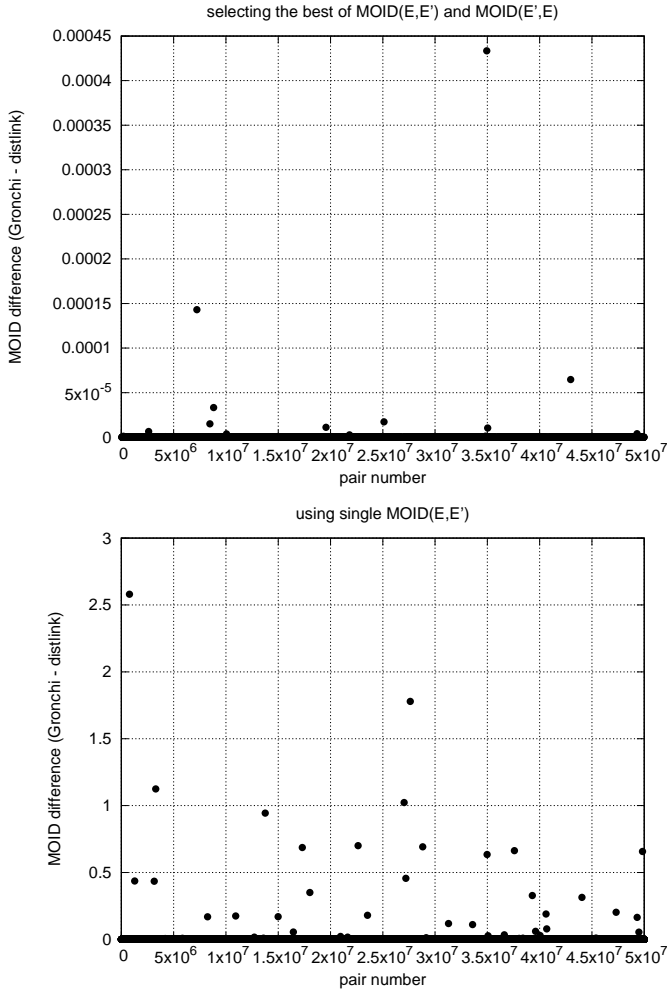 selecting the best of MOID(E,E') and MOID(E',E)
0.00045
0.0004
0.00035
0.0003
0.00025
0.0002
0.00015
0.0001
5x10⁻⁵
0
MOID difference (Gronchi - distlink)
0 5x10⁶ 1x10⁷ 1.5x10⁷ 2x10⁷ 2.5x10⁷ 3x10⁷ 3.5x10⁷ 4x10⁷ 4.5x10⁷ 5x10⁷
pair number
using single MOID(E,E')
3
2.5
2
1.5
1
0.5
0
MOID difference (Gronchi - distlink)
0 5x10⁶ 1x10⁷ 1.5x10⁷ 2x10⁷ 2.5x10⁷ 3x10⁷ 3.5x10⁷ 4x10⁷ 4.5x10⁷ 5x10⁷
pair number